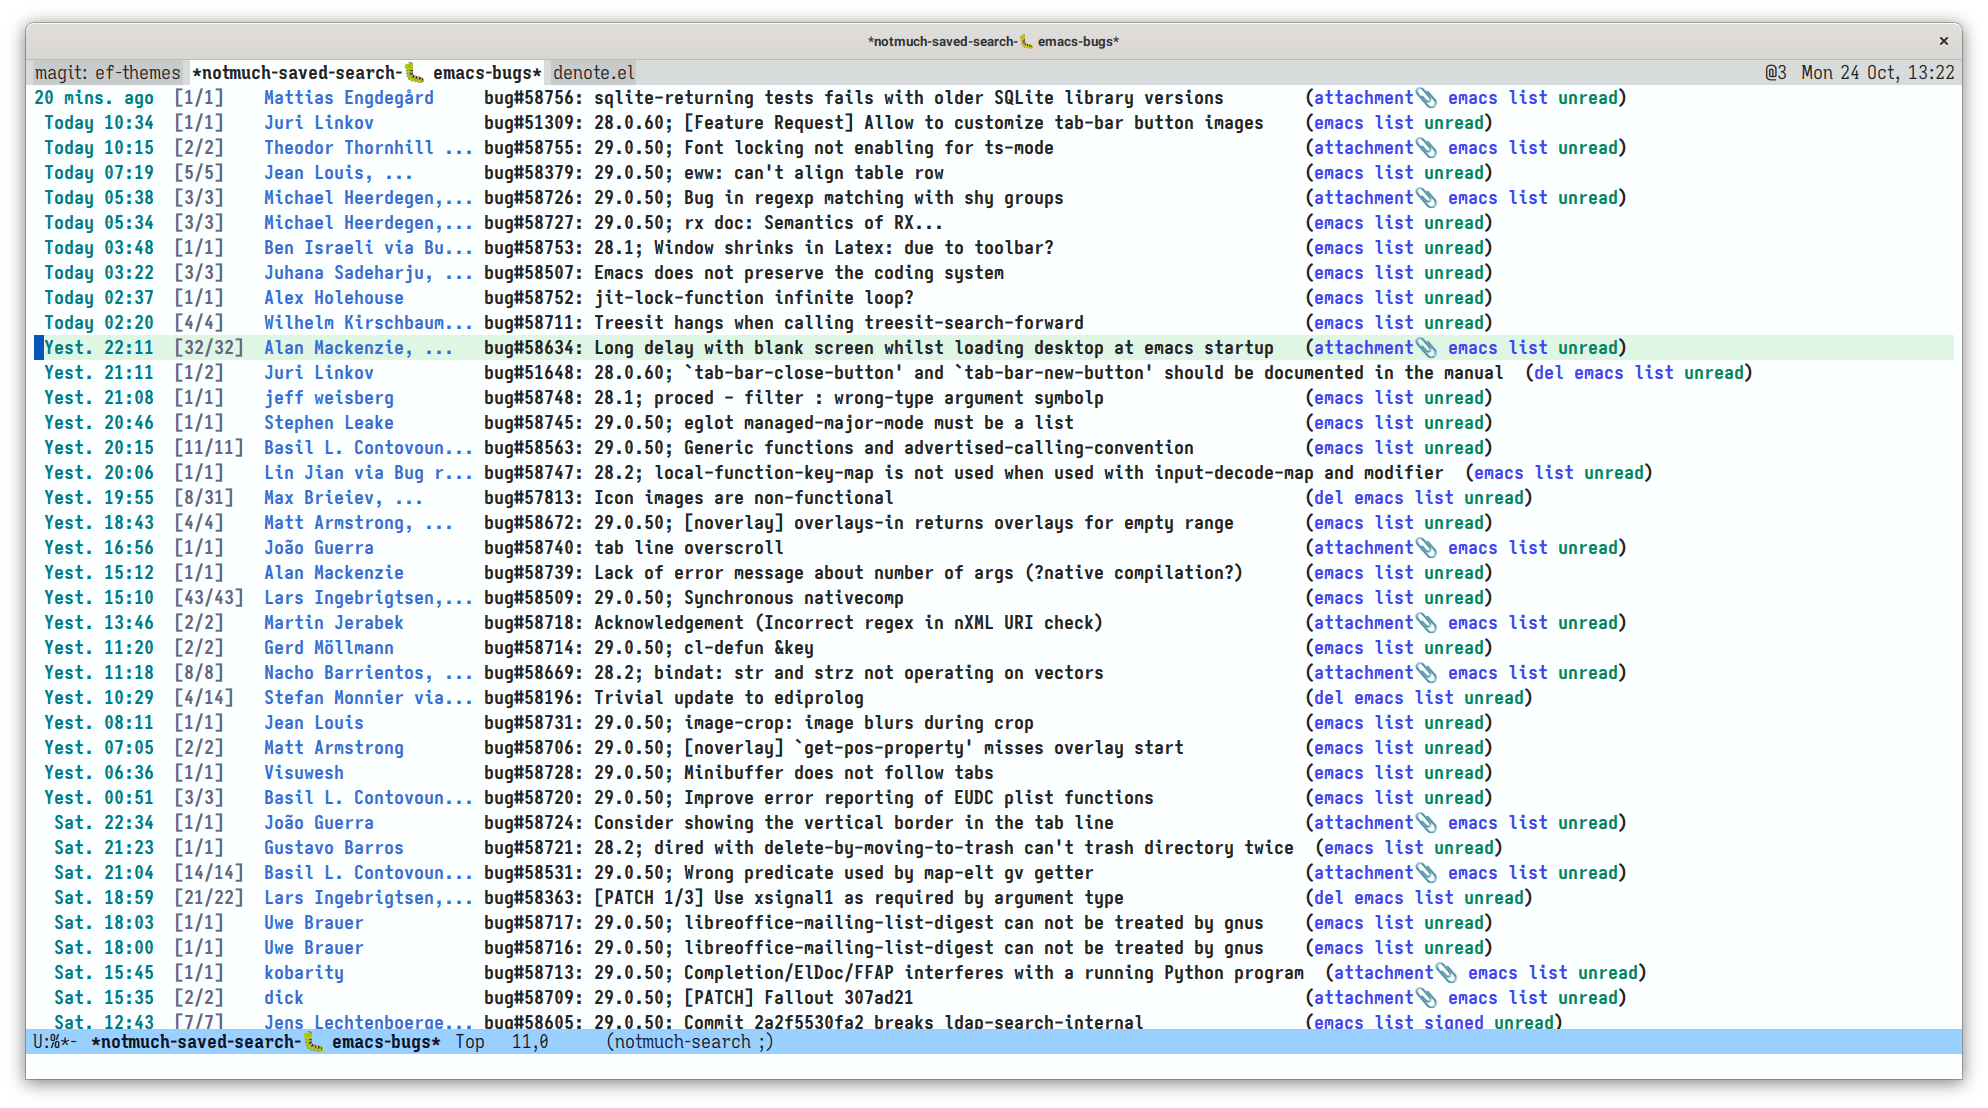 *notmuch-saved-search-🐛 emacs-bugs* ×
magit: ef-themes *notmuch-saved-search-🐛 emacs-bugs* denote.el @3 Mon 24 Oct, 13:22
20 mins. ago [1/1] Mattias Engdegård bug#58756: sqlite-returning tests fails with older SQLite library versions (attachment📎 emacs list unread)
Today 10:34 [1/1] Juri Linkov bug#51309: 28.0.60; [Feature Request] Allow to customize tab-bar button images (emacs list unread)
Today 10:15 [2/2] Theodor Thornhill ... bug#58755: 29.0.50; Font locking not enabling for ts-mode (attachment📎 emacs list unread)
Today 07:19 [5/5] Jean Louis, ... bug#58379: 29.0.50; eww: can't align table row (emacs list unread)
Today 05:38 [3/3] Michael Heerdegen,... bug#58726: 29.0.50; Bug in regexp matching with shy groups (attachment📎 emacs list unread)
Today 05:34 [3/3] Michael Heerdegen,... bug#58727: 29.0.50; rx doc: Semantics of RX... (emacs list unread)
Today 03:48 [1/1] Ben Israeli via Bu... bug#58753: 28.1; Window shrinks in Latex: due to toolbar? (emacs list unread)
Today 03:22 [3/3] Juhana Sadeharju, ... bug#58507: Emacs does not preserve the coding system (emacs list unread)
Today 02:37 [1/1] Alex Holehouse bug#58752: jit-lock-function infinite loop? (emacs list unread)
Today 02:20 [4/4] Wilhelm Kirschbaum... bug#58711: Treesit hangs when calling treesit-search-forward (emacs list unread)
Yest. 22:11 [32/32] Alan Mackenzie, ... bug#58634: Long delay with blank screen whilst loading desktop at emacs startup (attachment📎 emacs list unread)
Yest. 21:11 [1/2] Juri Linkov bug#51648: 28.0.60; `tab-bar-close-button' and `tab-bar-new-button' should be documented in the manual (del emacs list unread)
Yest. 21:08 [1/1] jeff weisberg bug#58748: 28.1; proced - filter : wrong-type argument symbolp (emacs list unread)
Yest. 20:46 [1/1] Stephen Leake bug#58745: 29.0.50; eglot managed-major-mode must be a list (emacs list unread)
Yest. 20:15 [11/11] Basil L. Contovoun... bug#58563: 29.0.50; Generic functions and advertised-calling-convention (emacs list unread)
Yest. 20:06 [1/1] Lin Jian via Bug r... bug#58747: 28.2; local-function-key-map is not used when used with input-decode-map and modifier (emacs list unread)
Yest. 19:55 [8/31] Max Brieiev, ... bug#57813: Icon images are non-functional (del emacs list unread)
Yest. 18:43 [4/4] Matt Armstrong, ... bug#58672: 29.0.50; [noverlay] overlays-in returns overlays for empty range (emacs list unread)
Yest. 16:56 [1/1] João Guerra bug#58740: tab line overscroll (attachment📎 emacs list unread)
Yest. 15:12 [1/1] Alan Mackenzie bug#58739: Lack of error message about number of args (?native compilation?) (emacs list unread)
Yest. 15:10 [43/43] Lars Ingebrigtsen,... bug#58509: 29.0.50; Synchronous nativecomp (emacs list unread)
Yest. 13:46 [2/2] Martin Jerabek bug#58718: Acknowledgement (Incorrect regex in nXML URI check) (attachment📎 emacs list unread)
Yest. 11:20 [2/2] Gerd Möllmann bug#58714: 29.0.50; cl-defun &key (emacs list unread)
Yest. 11:18 [8/8] Nacho Barrientos, ... bug#58669: 28.2; bindat: str and strz not operating on vectors (attachment📎 emacs list unread)
Yest. 10:29 [4/14] Stefan Monnier via... bug#58196: Trivial update to ediprolog (del emacs list unread)
Yest. 08:11 [1/1] Jean Louis bug#58731: 29.0.50; image-crop: image blurs during crop (emacs list unread)
Yest. 07:05 [2/2] Matt Armstrong bug#58706: 29.0.50; [noverlay] `get-pos-property' misses overlay start (emacs list unread)
Yest. 06:36 [1/1] Visuwesh bug#58728: 29.0.50; Minibuffer does not follow tabs (emacs list unread)
Yest. 00:51 [3/3] Basil L. Contovoun... bug#58720: 29.0.50; Improve error reporting of EUDC plist functions (emacs list unread)
Sat. 22:34 [1/1] João Guerra bug#58724: Consider showing the vertical border in the tab line (attachment📎 emacs list unread)
Sat. 21:23 [1/1] Gustavo Barros bug#58721: 28.2; dired with delete-by-moving-to-trash can't trash directory twice (emacs list unread)
Sat. 21:04 [14/14] Basil L. Contovoun... bug#58531: 29.0.50; Wrong predicate used by map-elt gv getter (attachment📎 emacs list unread)
Sat. 18:59 [21/22] Lars Ingebrigtsen,... bug#58363: [PATCH 1/3] Use xsignal1 as required by argument type (del emacs list unread)
Sat. 18:03 [1/1] Uwe Brauer bug#58717: 29.0.50; libreoffice-mailing-list-digest can not be treated by gnus (emacs list unread)
Sat. 18:00 [1/1] Uwe Brauer bug#58716: 29.0.50; libreoffice-mailing-list-digest can not be treated by gnus (emacs list unread)
Sat. 15:45 [1/1] kobarity bug#58713: 29.0.50; Completion/ElDoc/FFAP interferes with a running Python program (attachment📎 emacs list unread)
Sat. 15:35 [2/2] dick bug#58709: 29.0.50; [PATCH] Fallout 307ad21 (attachment📎 emacs list unread)
Sat. 12:43 [7/7] Jens Lechtenboerge... bug#58605: 29.0.50; Commit 2a2f5530fa2 breaks ldap-search-internal (emacs list signed unread)
U:%*- *notmuch-saved-search-🐛 emacs-bugs* Top 11,0 (notmuch-search ;)